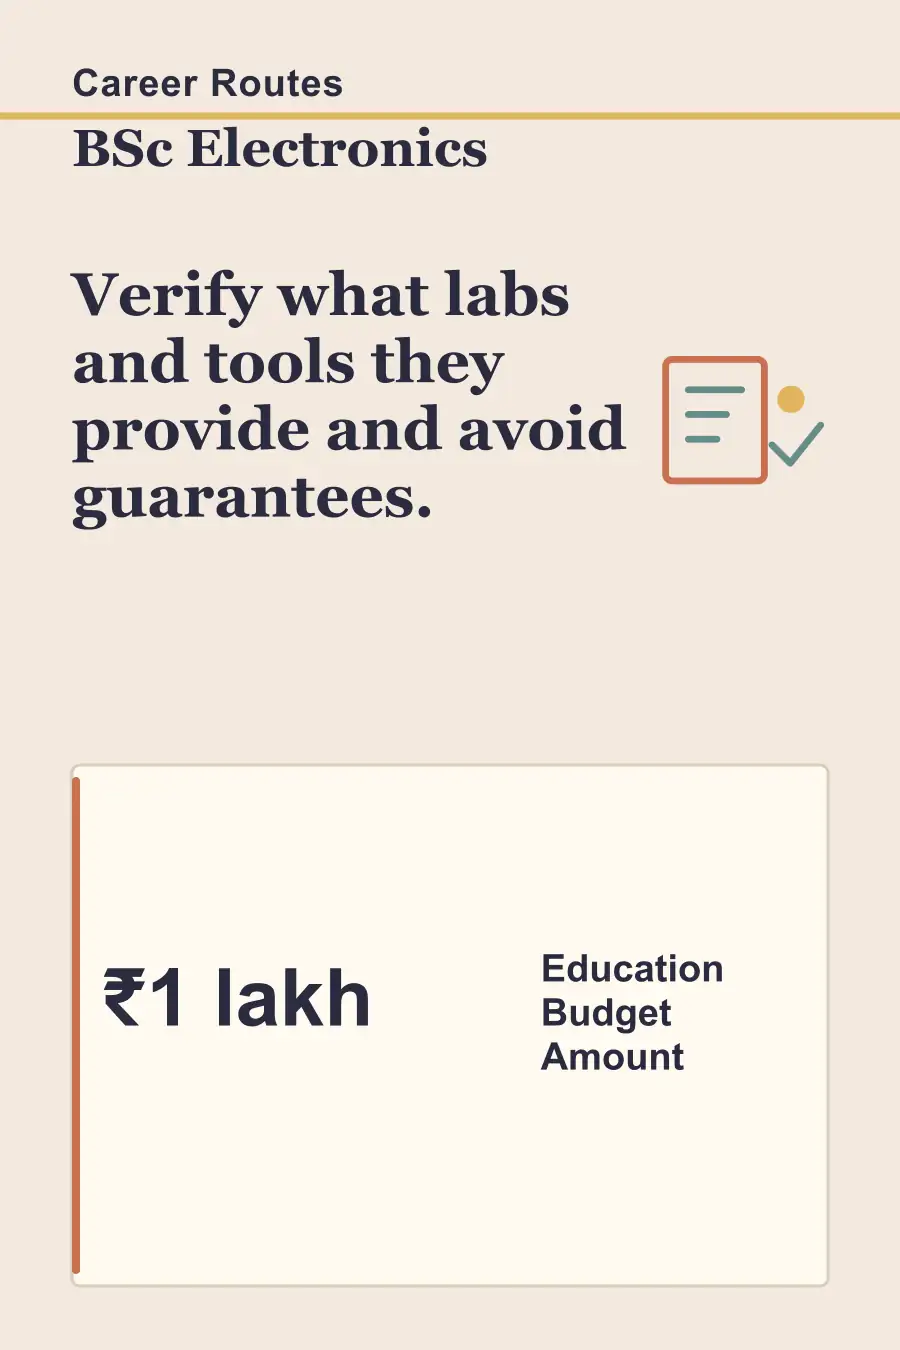 Career Routes
BSc Electronics
Verify what labs
and tools they
provide and avoid
guarantees.
₹1 lakh
Education
Budget
Amount